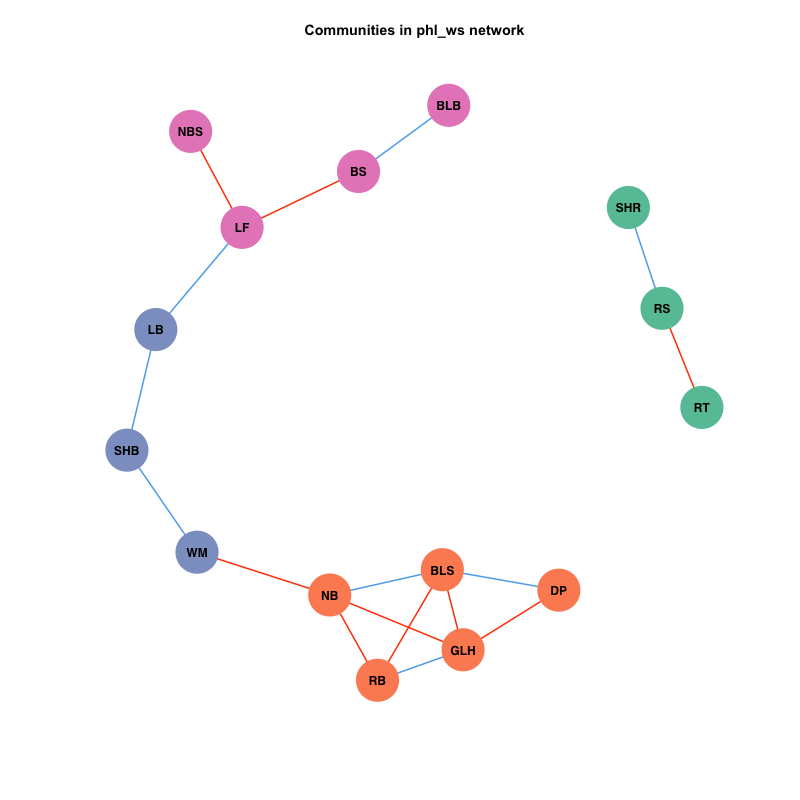 Communities in phl_ws network
BLB
NBS
BS
SHR
LF
RS
LB
RT
SHB
WM
BLS
DP
NB
GLH
RB